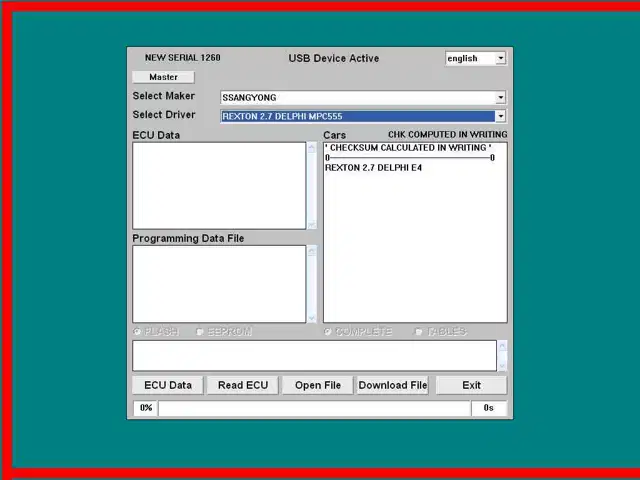 NEW SERIAL 1260
USB Device Active
english
Master
Select Maker
SSANGYONG
Select Driver
REXTON 2.7 DELPHI MPC555
ECU Data
Cars
CHK COMPUTED IN WRITING
' CHECKSUM CALCULATED IN WRITING '
0---------------0
REXTON 2.7 DELPHI E4
Programming Data File
FLASH
EEPROM
COMPLETE
TABLES
ECU Data
Read ECU
Open File
Download File
Exit
0%
0s